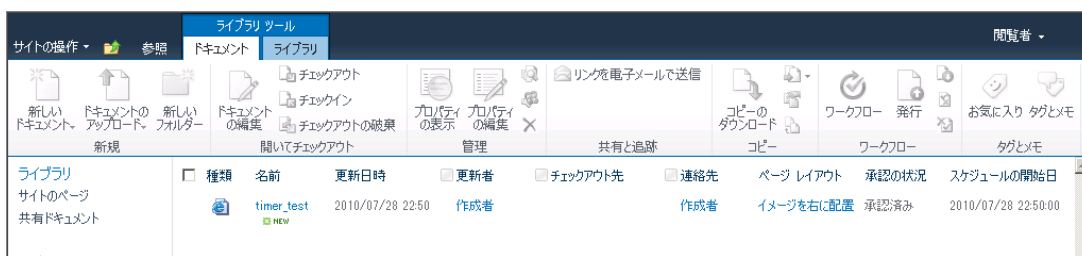 ライブラリ ツール
サイトの操作 参照 ドキュメント ライブラリ 閲覧者
新しいドキュメント
ドキュメントのアップロード
新しいフォルダー
新規
ドキュメントの編集
チェックアウト
チェックイン
チェックアウトの破棄
開いてチェックアウト
プロパティの表示
プロパティの編集
管理
リンクを電子メールで送信
共有と追跡
コピーのダウンロード
コピー
ワークフロー
発行
ワークフロー
お気に入り
タグとメモ
タグとメモ
ライブラリ
サイトのページ
共有ドキュメント
種類 名前 更新日時 更新者 チェックアウト先 連絡先 ページ レイアウト 承認の状況 スケジュールの開始日
timer_test 2010/07/28 22:50 作成者 作成者 イメージを右に配置 承認済み 2010/07/28 22:50:00
NEW